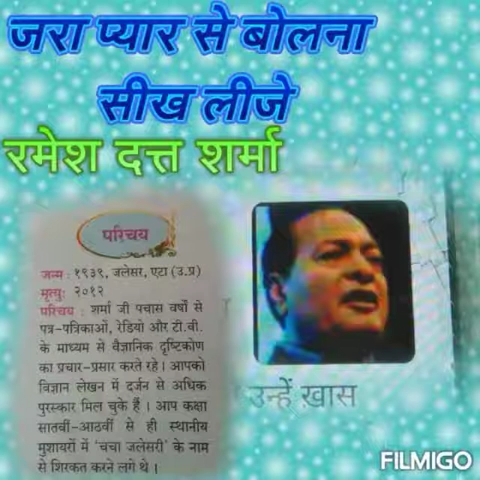 जरा प्यार से बोलना
सीख लीजे
रमेश दत्त शर्मा
परिचय
जन्म : १९३९, जलेसर, एटा (उ.प्र)
मृत्यु: २०१२
परिचय : शर्मा जी पचास वर्षों से
पत्र-पत्रिकाओं, रेडियो और टी.वी.
के माध्यम से वैज्ञानिक दृष्टिकोण
का प्रचार-प्रसार करते रहे । आपको
विज्ञान लेखन में दर्जन से अधिक
पुरस्कार मिल चुके हैं । आप कक्षा
सातवीं-आठवीं से ही स्थानीय
मुशायरों में ‘चचा जलेसरी’ के नाम
से शिरकत करने लगे थे ।
उन्हें ख़ास
FILMIGO